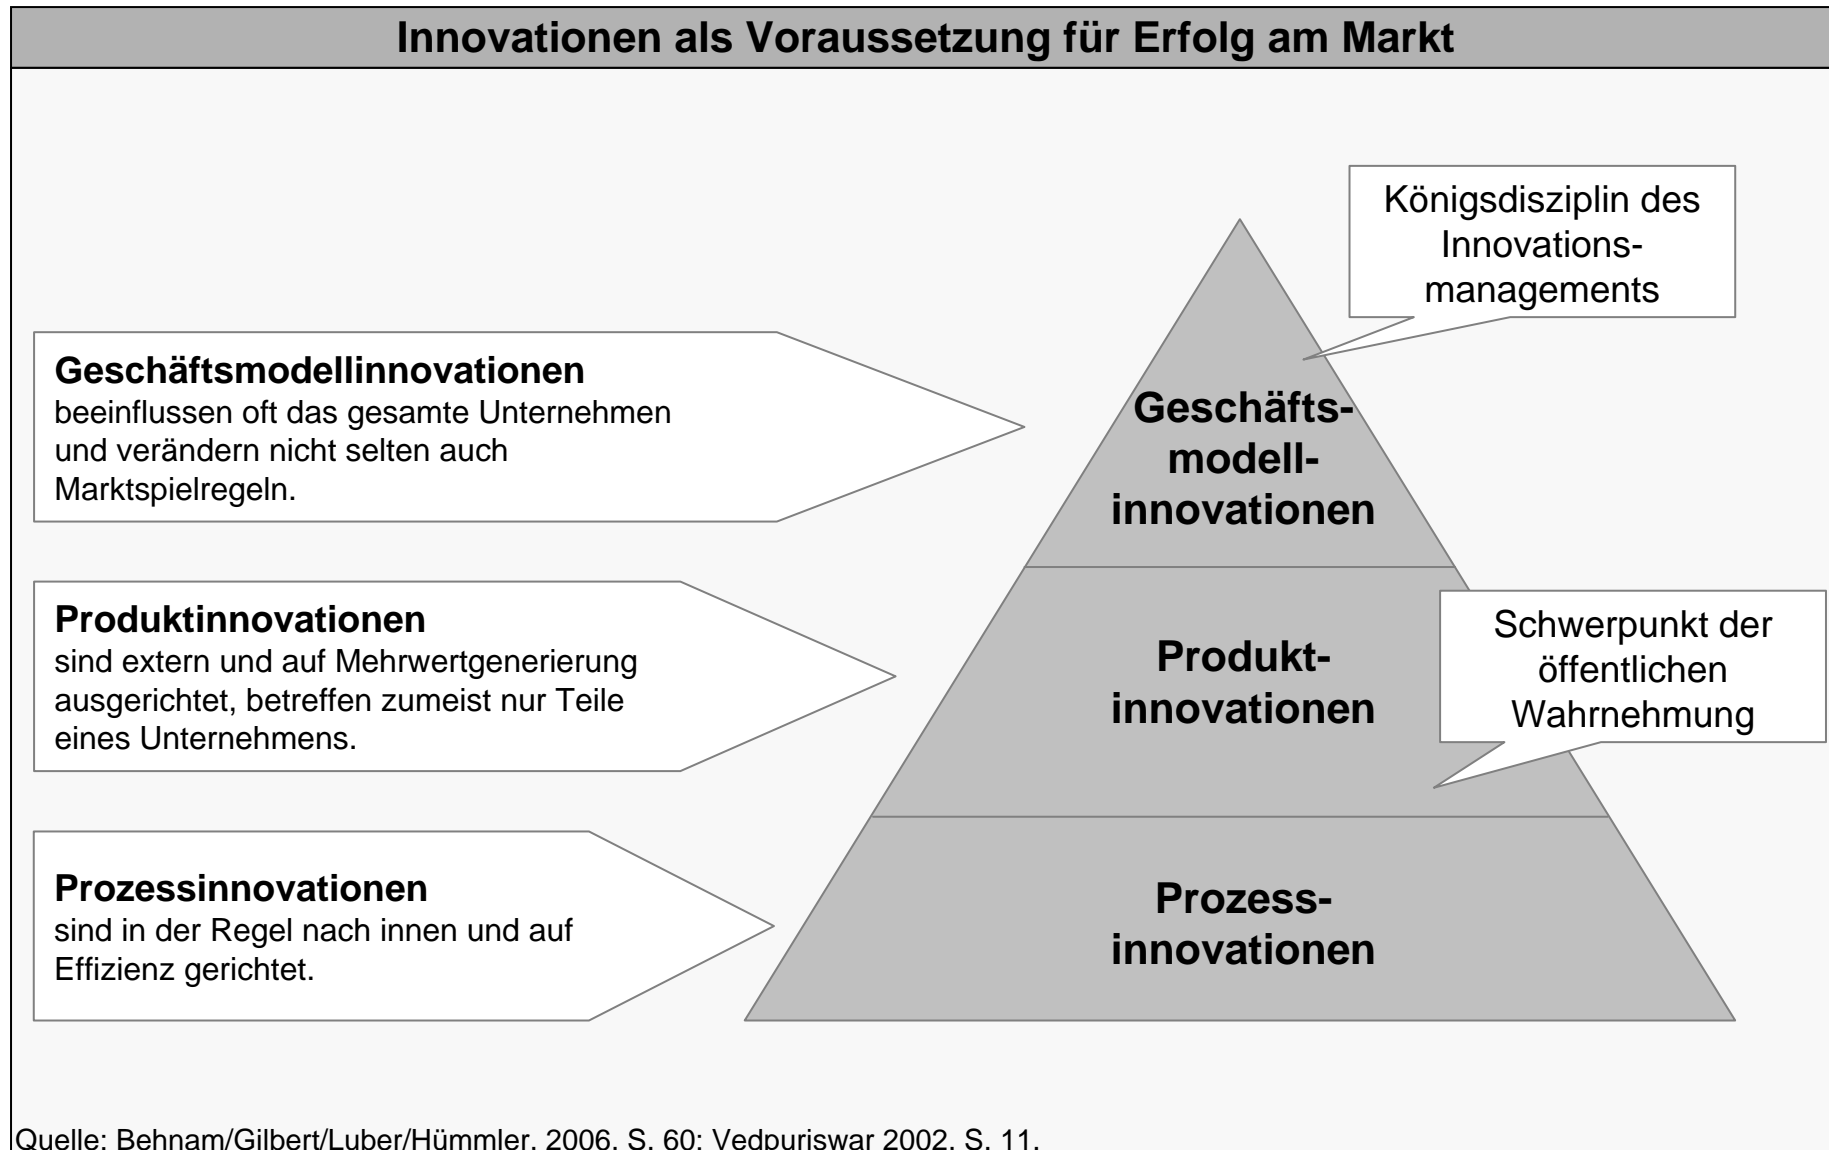 Innovationen als Voraussetzung für Erfolg am Markt
Königsdisziplin des
Innovations-
managements
Geschäftsmodellinnovationen
beeinflussen oft das gesamte Unternehmen
und verändern nicht selten auch
Marktspielregeln.
Geschäfts-
modell-
innovationen
Produktinnovationen
sind extern und auf Mehrwertgenerierung
ausgerichtet, betreffen zumeist nur Teile
eines Unternehmens.
Produkt-
innovationen
Schwerpunkt der
öffentlichen
Wahrnehmung
Prozessinnovationen
sind in der Regel nach innen und auf
Effizienz gerichtet.
Prozess-
innovationen
Quelle: Behnam/Gilbert/Luber/Hümmler, 2006, S. 60; Vedpuriswar 2002, S. 11.